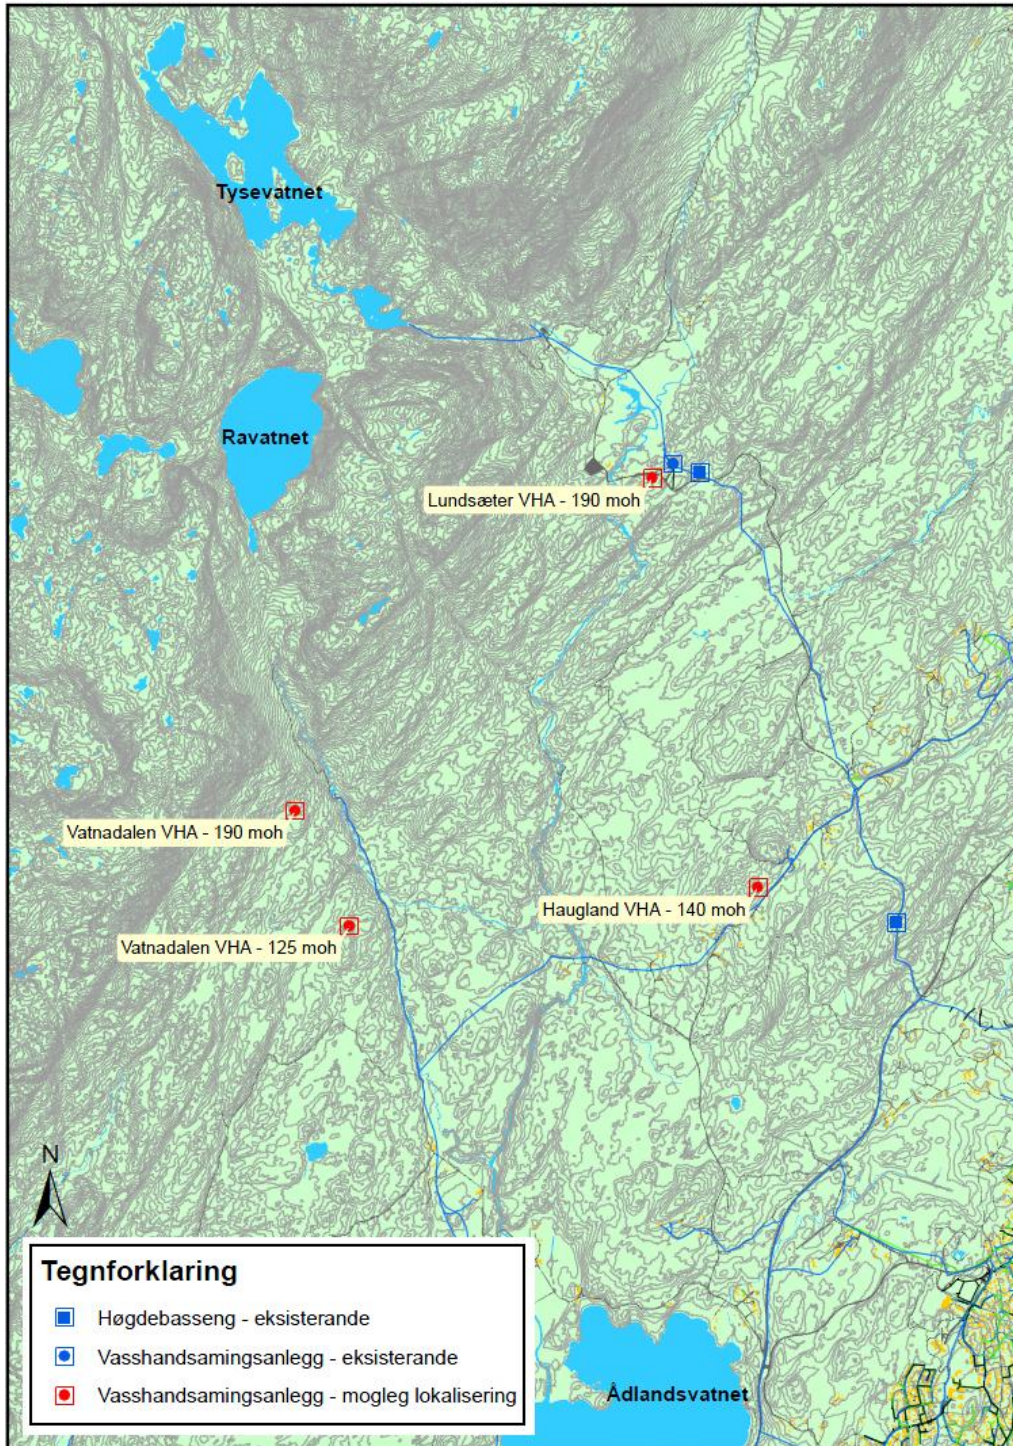 Tysevatnet
Ravatnet
Lundsæter VHA - 190 moh
Vatnadalen VHA - 190 moh
Haugland VHA - 140 moh
Vatnadalen VHA - 125 moh
N
Tegnforklaring
Høgdebasseng - eksisterande
Vasshandsamingsanlegg - eksisterande
Vasshandsamingsanlegg - mogleg lokalisering
Ådlandsvatnet